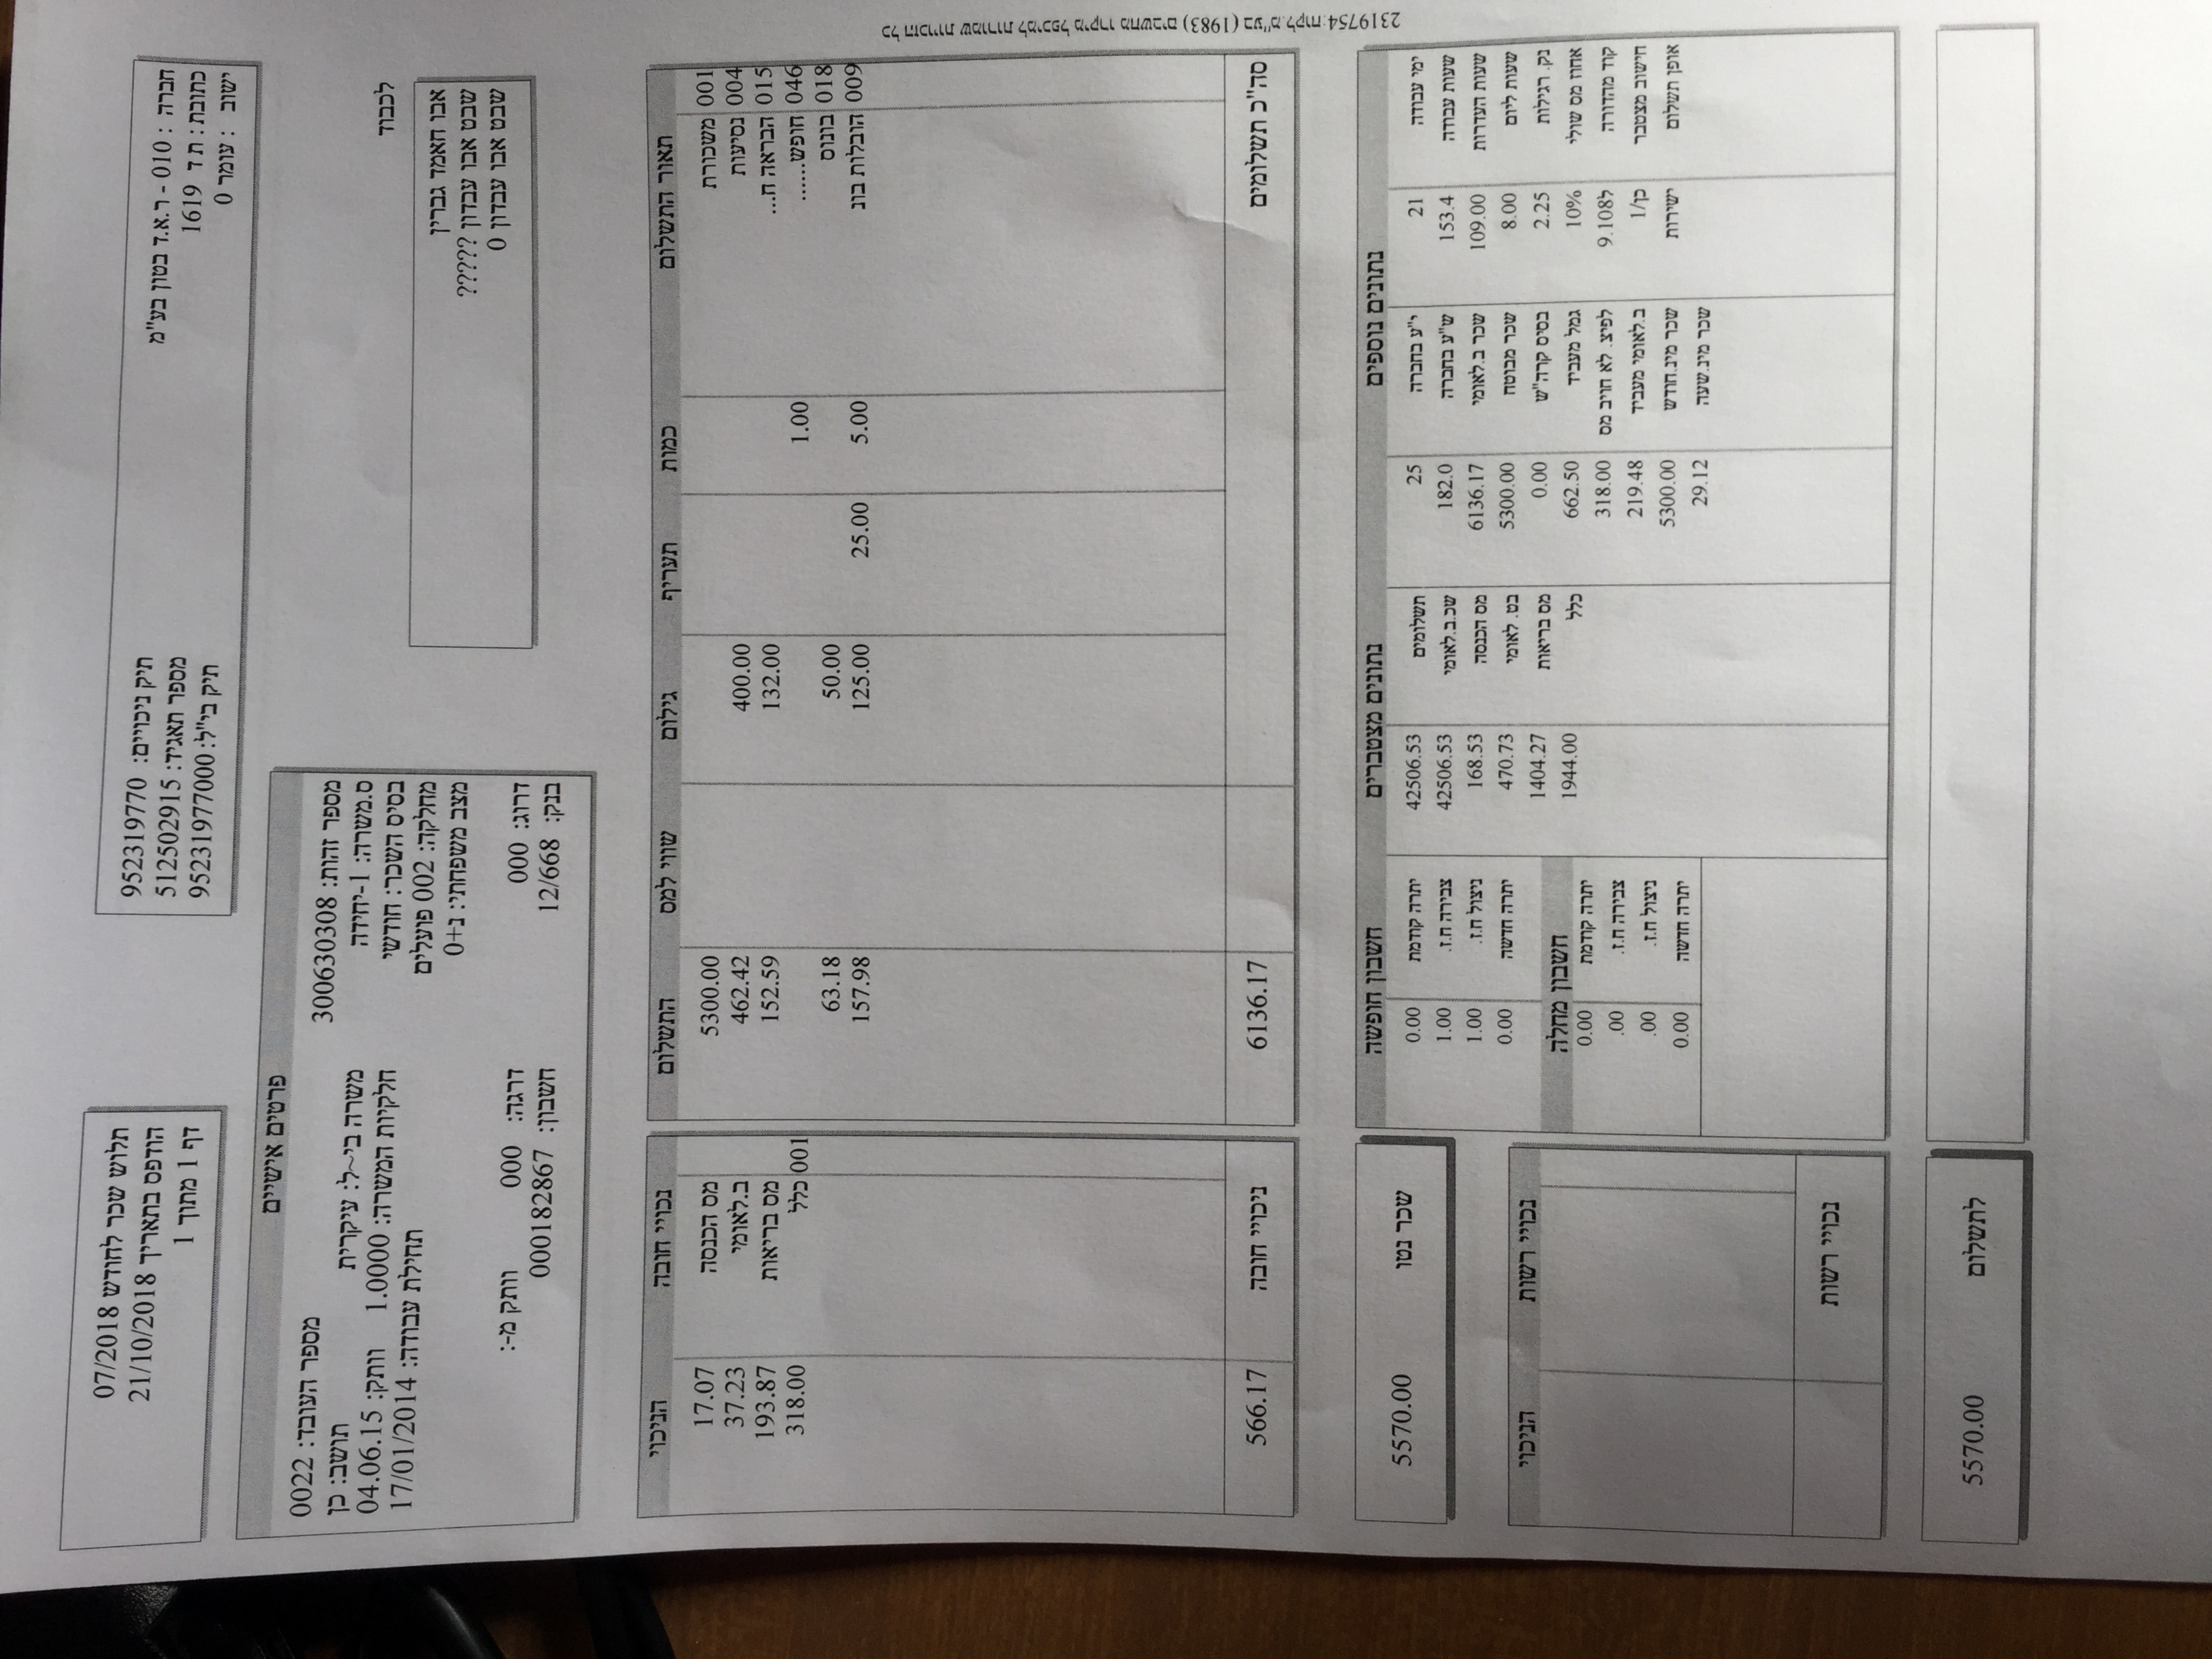 חברה : 010 - ר.א.ד בטון בע"מ
כתובת : ת ד 1619
ישוב : עומר 0
תיק ניכויים: 952319770
מספר תאגיד: 512502915
תיק בי"ל: 95231977000
תלוש שכר לחודש 07/2018
הודפס בתאריך 21/10/2018
דף 1 מתוך 1
פרטים אישיים
מספר זהות: 300630308 מספר העובד: 0022
ס.משרה: 1-יחידה משרה בי~ל: עיקרית תושב: כן
בסיס השכר: חודשי חלקיות המשרה: 1.0000 וותק: 04.06.15
מחלקה: 002 פועלים תחילת עבודה: 17/01/2014
מצב משפחתי: נ+0
דרוג: 000 דרגה: 000 וותק מ-:
בנק: 12/668 חשבון: 000182867
לכבוד
אבו חאמד גברין
שבט אבו עבדון ?????
שבט אבו עבדון 0
תאור התשלום כמות תעריף גילום שווי למס התשלום
001 משכורת 5300.00
004 נסיעות 400.00 462.42
015 הבראה ח... 132.00 152.59
046 חופש...... 1.00
018 בונוס 50.00 63.18
009 הובלות בונ 5.00 25.00 125.00 157.98
סה"כ תשלומים 6136.17
נכויי חובה הניכוי
מס הכנסה 17.07
ב.לאומי 37.23
מס בריאות 193.87
001 כלל 318.00
ניכויי חובה 566.17
כל הזכויות שמורות למיכפל מיקרו מחשבים (1983) בע"מ.לקוח:2319754
נתונים נוספים
ימי עבודה 21 י"ע בחברה 25
שעות עבודה 153.4 ש"ע בחברה 182.0
שעות העדרות 109.00 שכר ב.לאומי 6136.17
שעות ליום 8.00 שכר מבוטח 5300.00
נק. רגילות 2.25 בסיס קרה"ש 0.00
אחוז מס שולי 10% גמל מעביד 662.50
קוד מהדורה 9.108ל לפיצ. לא חויב מס 318.00
חישוב מצטבר כן/1 ב.לאומי מעביד 219.48
אופן תשלום ישירות שכר מינ.חודש 5300.00
שכר מינ.שעה 29.12
נתונים מצטברים
תשלומים 42506.53
שכ.ב.לאומי 42506.53
מס הכנסה 168.53
בט. לאומי 470.73
מס בריאות 1404.27
כלל 1944.00
חשבון חופשה
יתרה קודמת 0.00
צבירה ח.ז. 1.00
ניצול ח.ז. 1.00
יתרה חדשה 0.00
חשבון מחלה
יתרה קודמת 0.00
צבירה ח.ז. .00
ניצול ח.ז. .00
יתרה חדשה 0.00
שכר נטו 5570.00
נכויי רשות הניכוי
נכויי רשות
לתשלום 5570.00